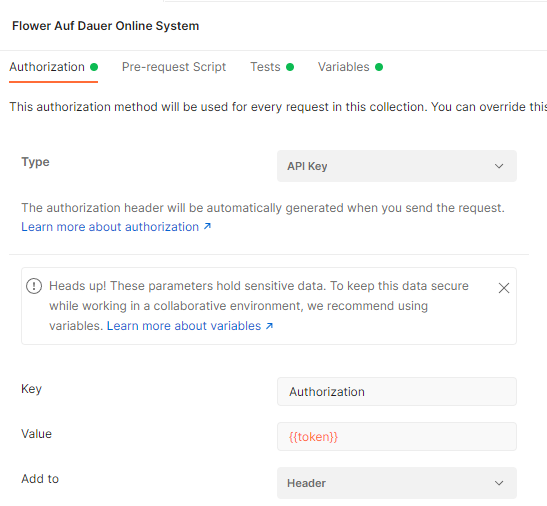 Flower Auf Dauer Online System
Authorization Pre-request Script Tests Variables
This authorization method will be used for every request in this collection. You can override this
Type API Key
The authorization header will be automatically generated when you send the request.
Learn more about authorization ↗
Heads up! These parameters hold sensitive data. To keep this data secure
while working in a collaborative environment, we recommend using
variables. Learn more about variables ↗
Key Authorization
Value {{token}}
Add to Header